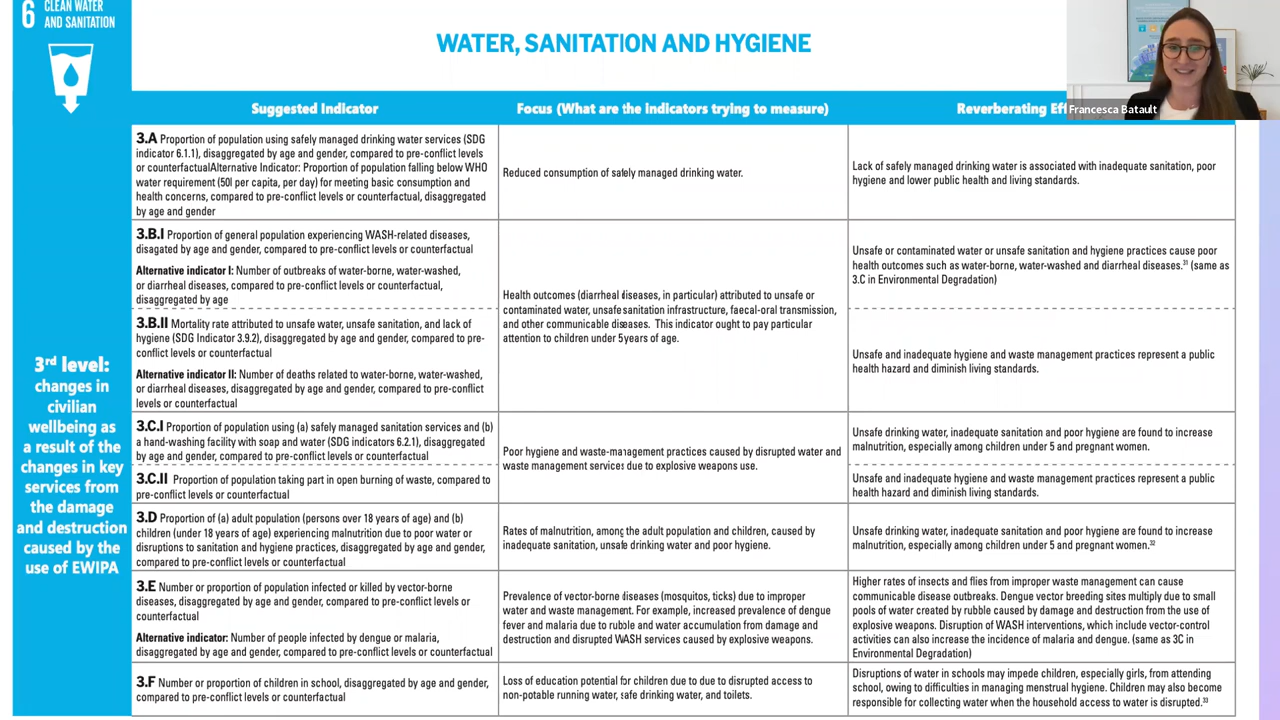 6 CLEAN WATER
AND SANITATION
WATER, SANITATION AND HYGIENE
Francesca Batault
Suggested Indicator
Focus (What are the indicators trying to measure)
Reverberating
3rd level:
changes in
civilian
wellbeing as
a result of the
changes in key
services from
the damage
and destruction
caused by the
use of EWIPA
3.A Proportion of population using safely managed drinking water services (SDG
indicator 6.1.1), disaggregated by age and gender, compared to pre-conflict levels
or counterfactualAlternative Indicator: Proportion of population falling below WHO
water requirement (50l per capita, per day) for meeting basic consumption and
health concerns, compared to pre-conflict levels or counterfactual, disaggregated
by age and gender
Reduced consumption of safely managed drinking water.
Lack of safely managed drinking water is associated with inadequate sanitation, poor
hygiene and lower public health and living standards.
3.B.I Proportion of general population experiencing WASH-related diseases,
disagated by age and gender, compared to pre-conflict levels or counterfactual
Alternative indicator I: Number of outbreaks of water-borne, water-washed,
or diarrheal diseases, compared to pre-conflict levels or counterfactual,
disaggregated by age
Health outcomes (diarrheal diseases, in particular) attributed to unsafe or
contaminated water, unsafe sanitation infrastructure, faecal-oral transmission,
and other communicable diseases. This indicator ought to pay particular
attention to children under 5 years of age.
Unsafe or contaminated water or unsafe sanitation and hygiene practices cause poor
health outcomes such as water-borne, water-washed and diarrheal diseases.31 (same as
3.C in Environmental Degradation)
3.B.II Mortality rate attributed to unsafe water, unsafe sanitation, and lack of
hygiene (SDG Indicator 3.9.2), disaggregated by age and gender, compared to pre-
conflict levels or counterfactual
Alternative indicator II: Number of deaths related to water-borne, water-washed,
or diarrheal diseases, disaggregated by age and gender, compared to pre-conflict
levels or counterfactual
Unsafe and inadequate hygiene and waste management practices represent a public
health hazard and diminish living standards.
3.C.I Proportion of population using (a) safely managed sanitation services and (b)
a hand-washing facility with soap and water (SDG indicators 6.2.1), disaggregated
by age and gender, compared to pre-conflict levels or counterfactual
Poor hygiene and waste-management practices caused by disrupted water and
waste management services due to explosive weapons use.
Unsafe drinking water, inadequate sanitation and poor hygiene are found to increase
malnutrition, especially among children under 5 and pregnant women.
3.C.II Proportion of population taking part in open burning of waste, compared to
pre-conflict levels or counterfactual
Unsafe and inadequate hygiene and waste management practices represent a public
health hazard and diminish living standards.
3.D Proportion of (a) adult population (persons over 18 years of age) and (b)
children (under 18 years of age) experiencing malnutrition due to poor water or
disruptions to sanitation and hygiene practices, disaggregated by age and gender,
compared to pre-conflict levels or counterfactual
Rates of malnutrition, among the adult population and children, caused by
inadequate sanitation, unsafe drinking water and poor hygiene.
Unsafe drinking water, inadequate sanitation and poor hygiene are found to increase
malnutrition, especially among children under 5 and pregnant women.32
3.E Number or proportion of population infected or killed by vector-borne
diseases, disaggregated by age and gender, compared to pre-conflict levels or
counterfactual
Alternative indicator: Number of people infected by dengue or malaria,
disaggregated by age and gender, compared to pre-conflict levels or counterfactual
Prevalence of vector-borne diseases (mosquitos, ticks) due to improper
water and waste management. For example, increased prevalence of dengue
fever and malaria due to rubble and water accumulation from damage and
destruction and disrupted WASH services caused by explosive weapons.
Higher rates of insects and flies from improper waste management can cause
communicable disease outbreaks. Dengue vector breeding sites multiply due to small
pools of water created by rubble caused by damage and destruction from the use of
explosive weapons. Disruption of WASH interventions, which include vector-control
activities can also increase the incidence of malaria and dengue. (same as 3C in
Environmental Degradation)
3.F Number or proportion of children in school, disaggregated by age and gender,
compared to pre-conflict levels or counterfactual
Loss of education potential for children due to due to disrupted access to
non-potable running water, safe drinking water, and toilets.
Disruptions of water in schools may impede children, especially girls, from attending
school, owing to difficulties in managing menstrual hygiene. Children may also become
responsible for collecting water when the household access to water is disrupted.33